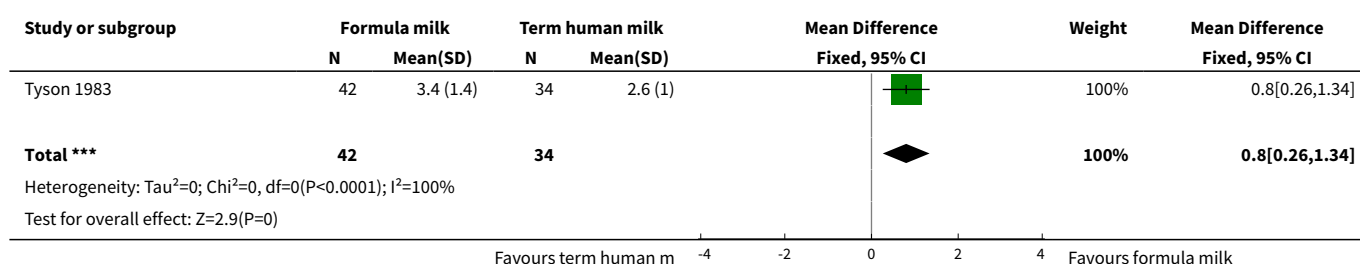 Study or subgroup Formula milk Term human milk Mean Difference Weight Mean Difference
N Mean(SD) N Mean(SD) Fixed, 95% CI Fixed, 95% CI
Tyson 1983 42 3.4 (1.4) 34 2.6 (1) 100% 0.8[0.26,1.34]
Total *** 42 34 100% 0.8[0.26,1.34]
Heterogeneity: Tau²=0; Chi²=0, df=0(P<0.0001); I²=100%
Test for overall effect: Z=2.9(P=0)
Favours term human m -4 -2 0 2 4 Favours formula milk